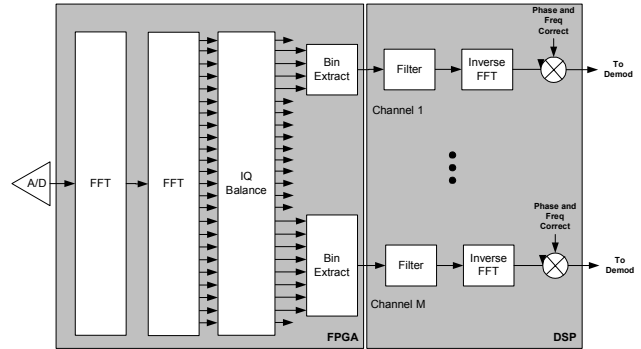 Phase and
Freq
Correct
Bin
Extract
Filter
Inverse
FFT
To
Demod
Channel 1
A/D
FFT
FFT
IQ
Balance
Phase and
Freq
Correct
Bin
Extract
Filter
Inverse
FFT
To
Demod
Channel M
FPGA
DSP